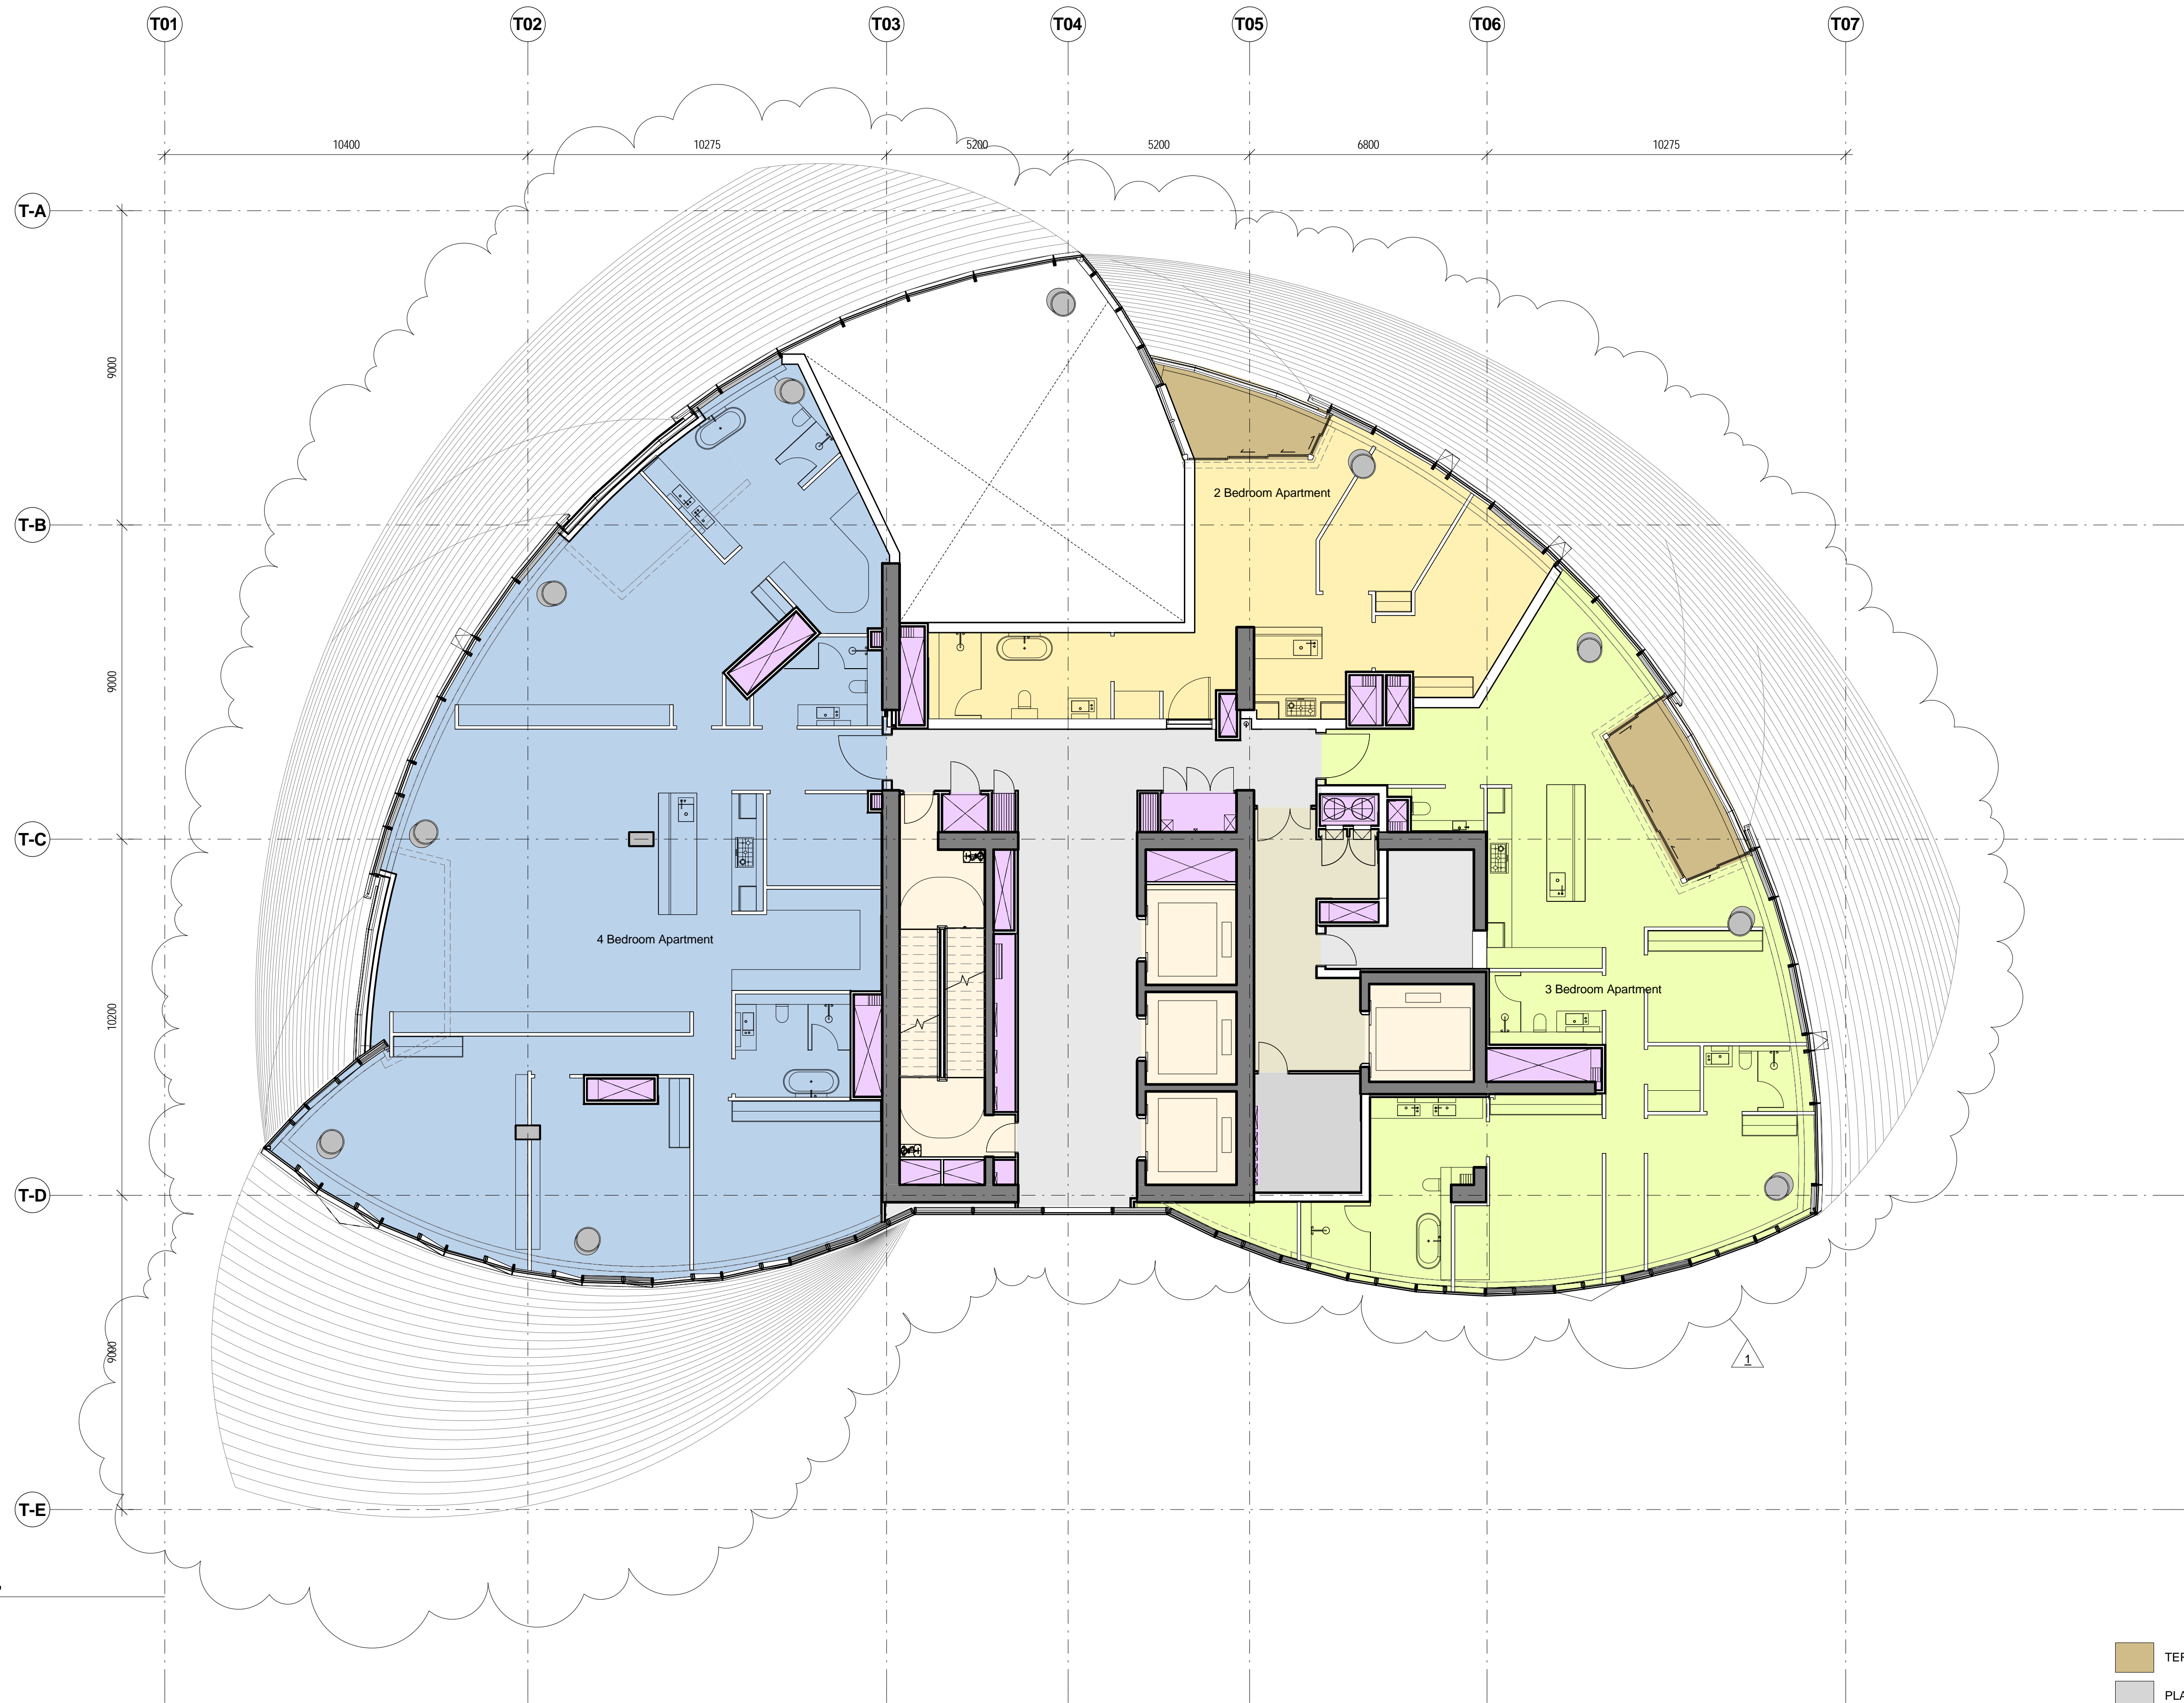 T01 T02 T03 T04 T05 T06 T07
10400 10275 5200 5200 6800 10275
T-A
9000
2 Bedroom Apartment
T-B
9000
T-C
4 Bedroom Apartment
3 Bedroom Apartment
10200
T-D
9000
1
T-E